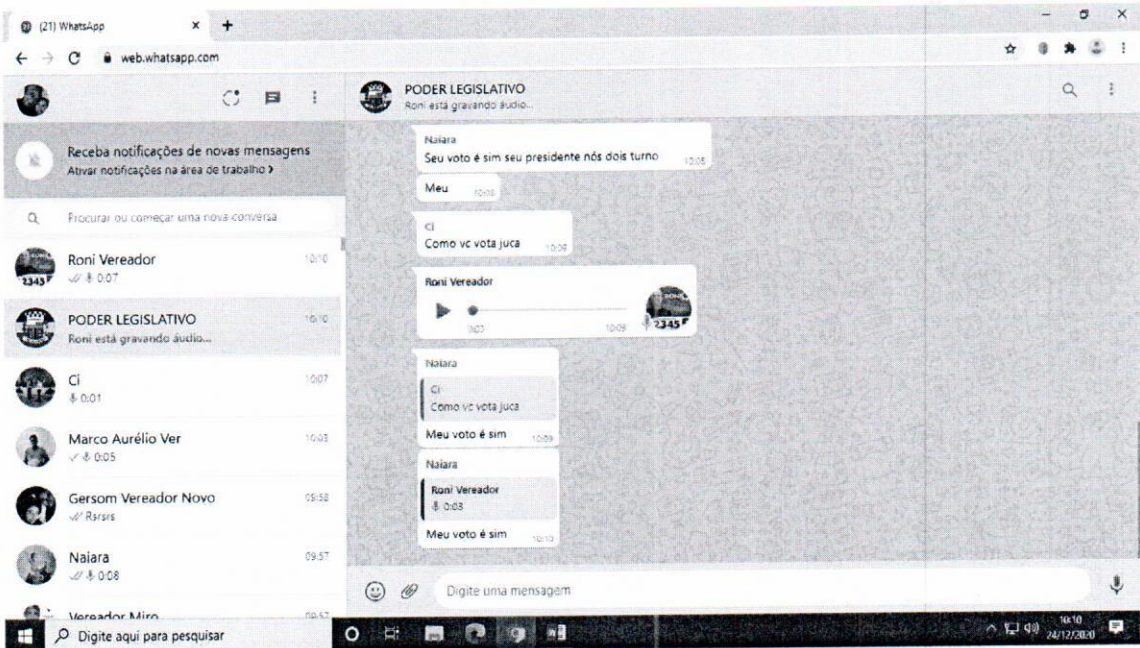 (21) WhatsApp
web.whatsapp.com
Receba notificações de novas mensagens
Ativar notificações na área de trabalho >
Procurar ou começar uma nova conversa
Roni Vereador 10:10
0:07
PODER LEGISLATIVO 10:10
Roni está gravando áudio...
Ci 10:07
0:01
Marco Aurélio Ver 10:03
0:05
Gersom Vereador Novo 09:58
Rsrsrs
Naiara 09:57
0:08
Vereador Miro 09:57
PODER LEGISLATIVO
Roni está gravando áudio...
Naiara
Seu voto é sim seu presidente nós dois turno 10:08
Meu 10:08
Ci
Como vc vota juca 10:09
Roni Vereador
0:03 10:09
2345
Naiara
Ci
Como vc vota juca
Meu voto é sim 10:09
Naiara
Roni Vereador
0:03
Meu voto é sim 10:10
Digite uma mensagem
Digite aqui para pesquisar
10:10
24/12/2020